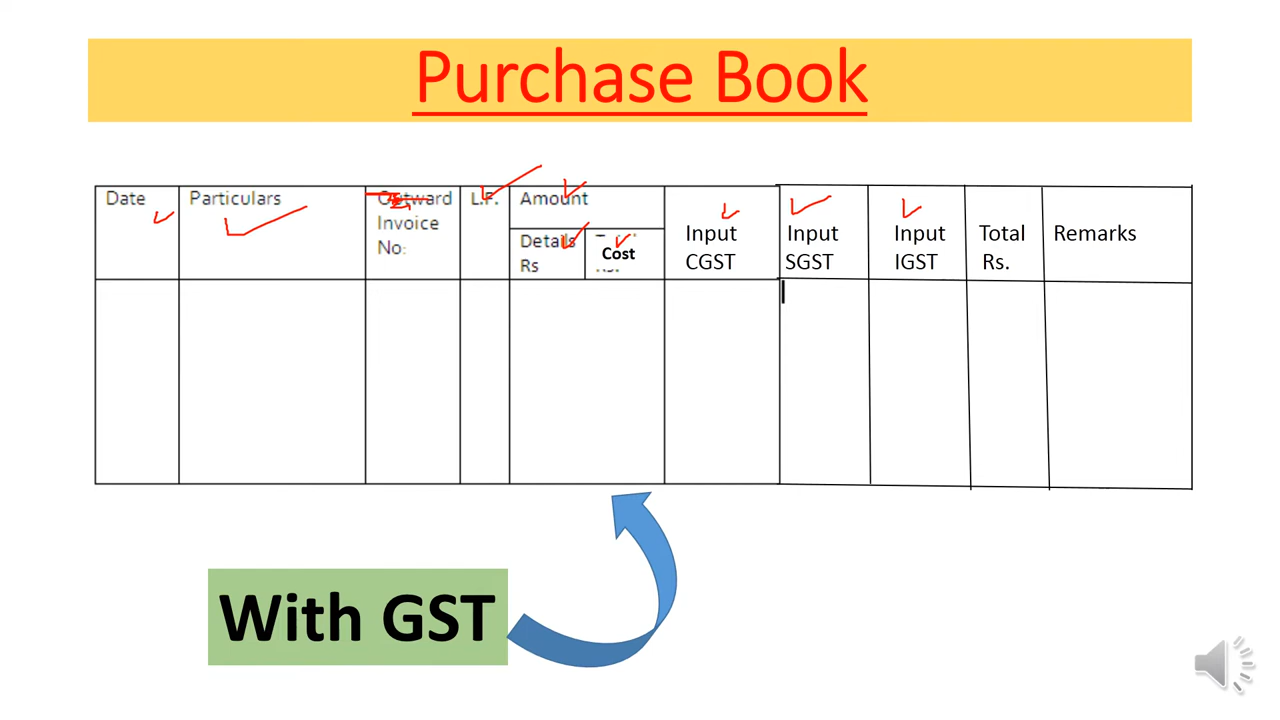 Purchase Book
Date
Particulars
Outward
Invoice
No:
L.F.
Amount
Details
Rs
Cost
Input
CGST
Input
SGST
Input
IGST
Total
Rs.
Remarks
With GST